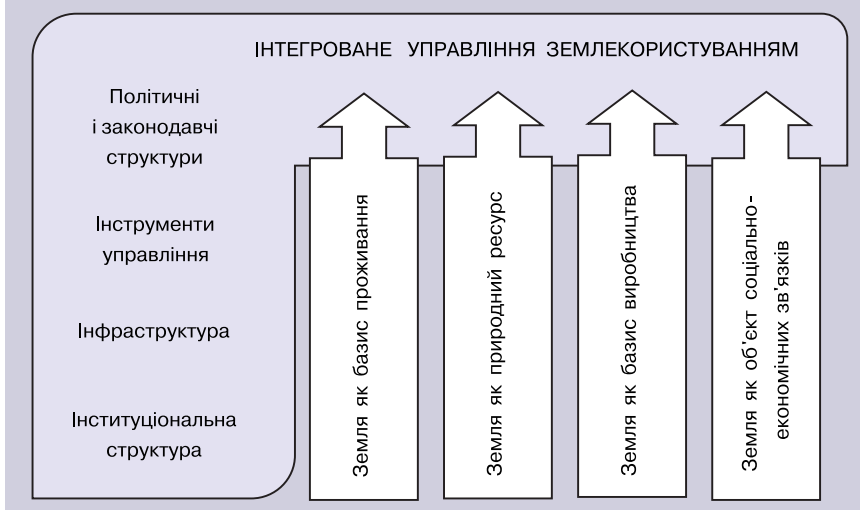 ІНТЕГРОВАНЕ УПРАВЛІННЯ ЗЕМЛЕКОРИСТУВАННЯМ
Політичні
і законодавчі
структури
Інструменти
управління
Інфраструктура
Інституціональна
структура
Земля як базис проживання
Земля як природний ресурс
Земля як базис виробництва
Земля як об'єкт соціально-
економічних зв'язків